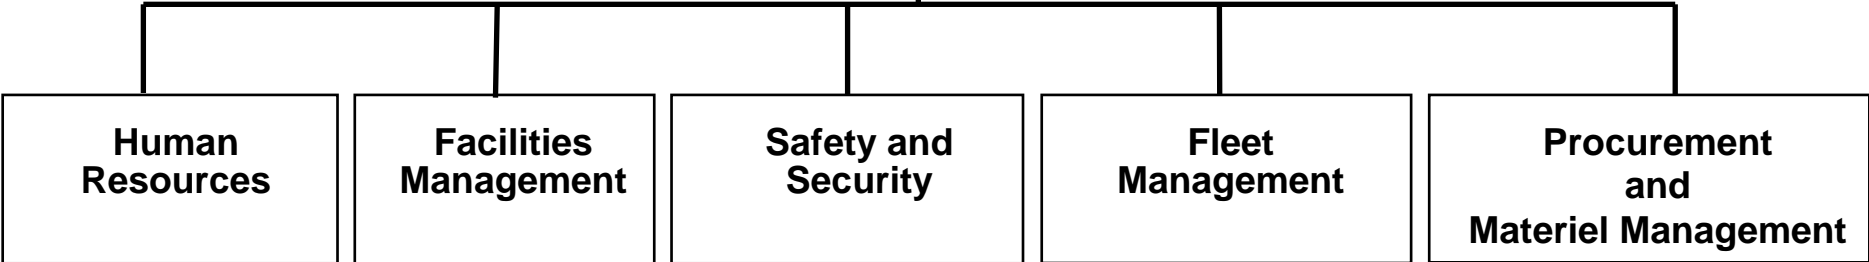 Human
Resources
Facilities
Management
Safety and
Security
Fleet
Management
Procurement
and
Materiel Management